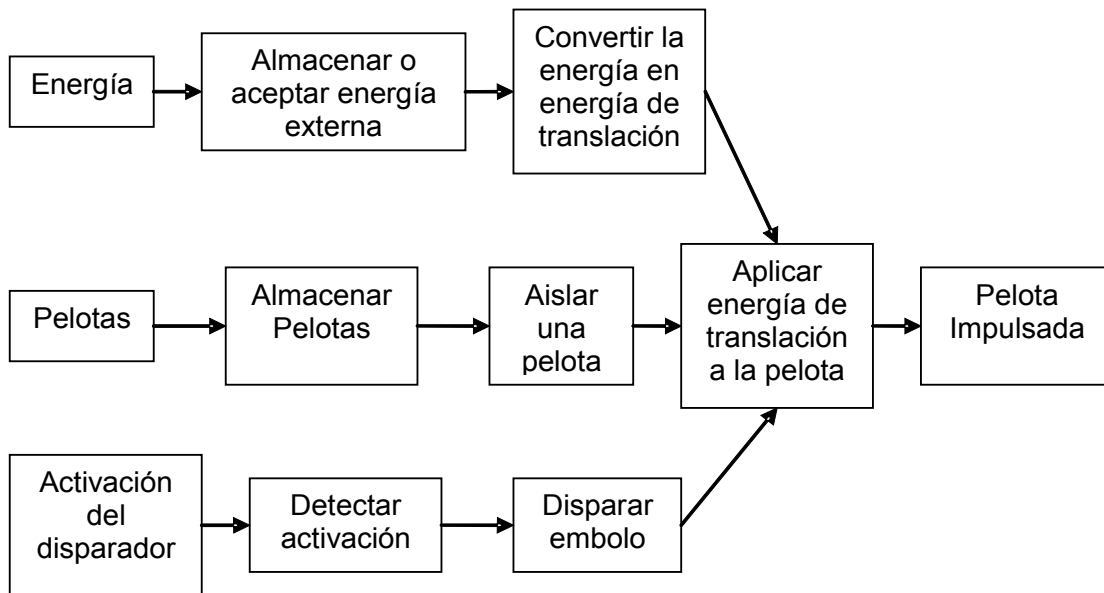 Energía
Almacenar o
aceptar energía
externa
Convertir la
energía en
energía de
translación
Pelotas
Almacenar
Pelotas
Aislar
una
pelota
Aplicar
energía de
translación
a la pelota
Pelota
Impulsada
Activación
del
disparador
Detectar
activación
Disparar
embolo